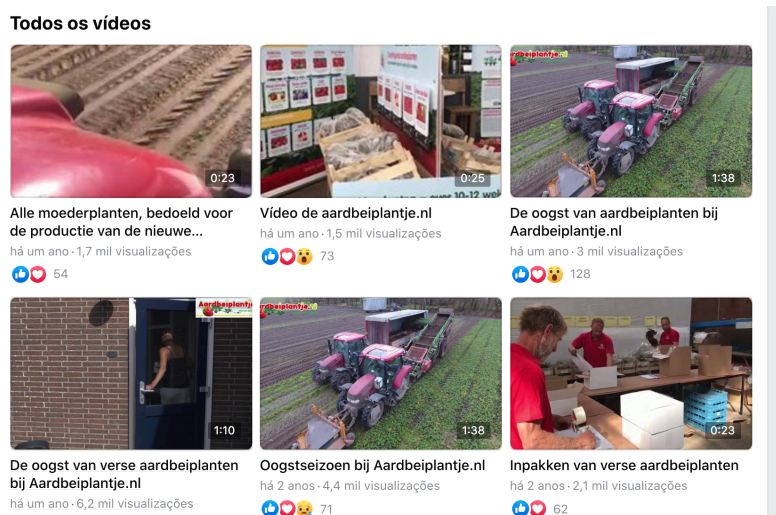 Todos os vídeos
0:23
0:25
Aardbeiplantje.nl
1:38
Alle moederplanten, bedoeld voor
de productie van de nieuwe...
há um ano · 1,7 mil visualizações
54
Vídeo de aardbeiplantje.nl
há um ano · 1,5 mil visualizações
73
De oogst van aardbeiplanten bij
Aardbeiplantje.nl
há um ano · 3 mil visualizações
128
1:10
1:38
0:23
De oogst van verse aardbeiplanten
bij Aardbeiplantje.nl
há um ano · 6,2 mil visualizações
Oogstseizoen bij Aardbeiplantje.nl
há 2 anos · 4,4 mil visualizações
71
Inpakken van verse aardbeiplanten
há 2 anos · 2,1 mil visualizações
62